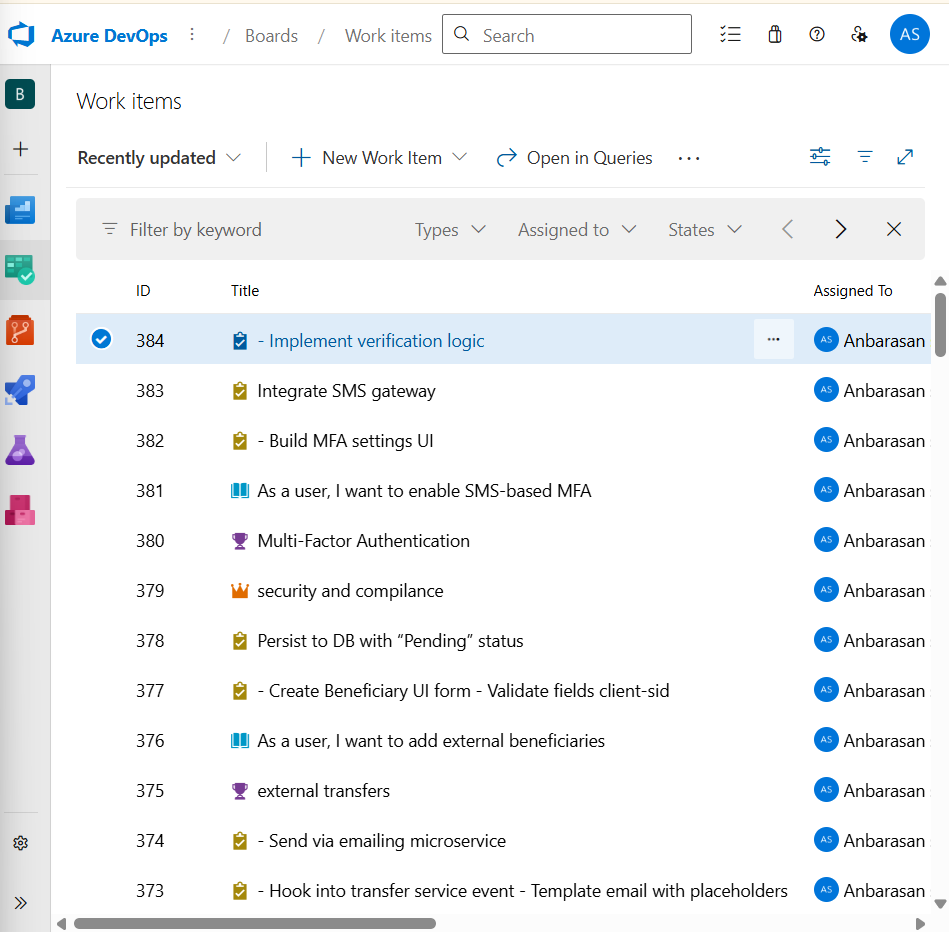 Azure DevOps / Boards / Work items Search AS
B
Work items
Recently updated New Work Item Open in Queries
Filter by keyword Types Assigned to States
ID Title Assigned To
384 - Implement verification logic AS Anbarasan
383 Integrate SMS gateway AS Anbarasan
382 - Build MFA settings UI AS Anbarasan
381 As a user, I want to enable SMS-based MFA AS Anbarasan
380 Multi-Factor Authentication AS Anbarasan
379 security and compilance AS Anbarasan
378 Persist to DB with “Pending” status AS Anbarasan
377 - Create Beneficiary UI form - Validate fields client-sid AS Anbarasan
376 As a user, I want to add external beneficiaries AS Anbarasan
375 external transfers AS Anbarasan
374 - Send via emailing microservice AS Anbarasan
373 - Hook into transfer service event - Template email with placeholders AS Anbarasan